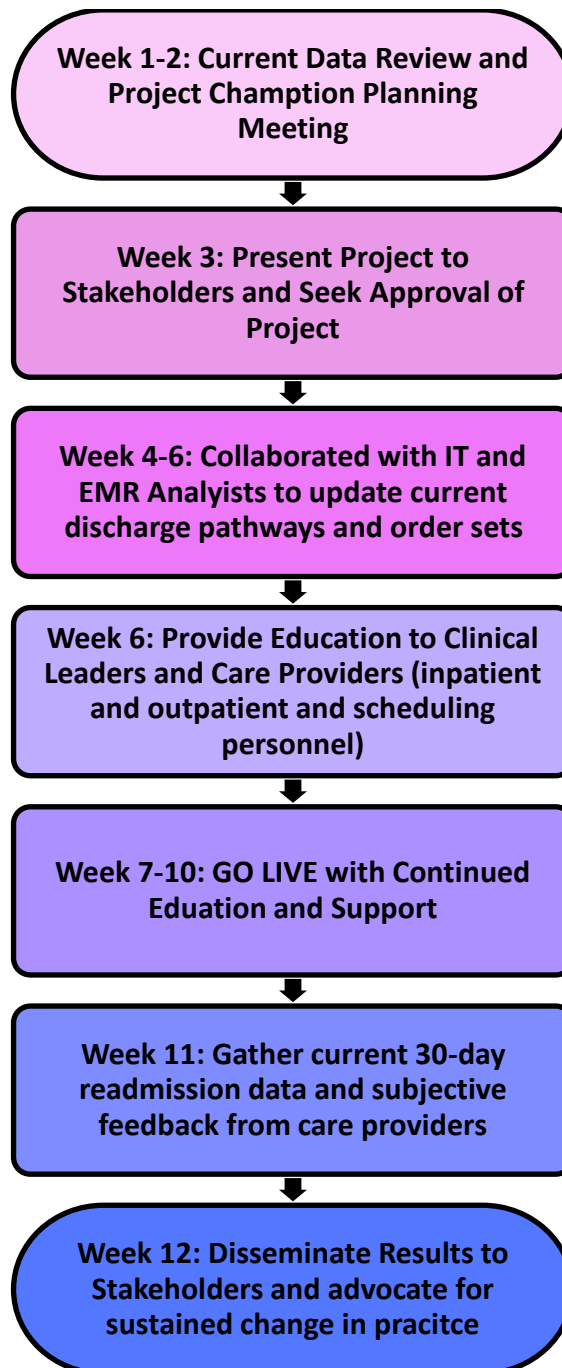 Week 1-2: Current Data Review and
Project Chamption Planning
Meeting
Week 3: Present Project to
Stakeholders and Seek Approval of
Project
Week 4-6: Collaborated with IT and
EMR Analyists to update current
discharge pathways and order sets
Week 6: Provide Education to Clinical
Leaders and Care Providers (inpatient
and outpatient and scheduling
personnel)
Week 7-10: GO LIVE with Continued
Eduation and Support
Week 11: Gather current 30-day
readmission data and subjective
feedback from care providers
Week 12: Disseminate Results to
Stakeholders and advocate for
sustained change in pracitce